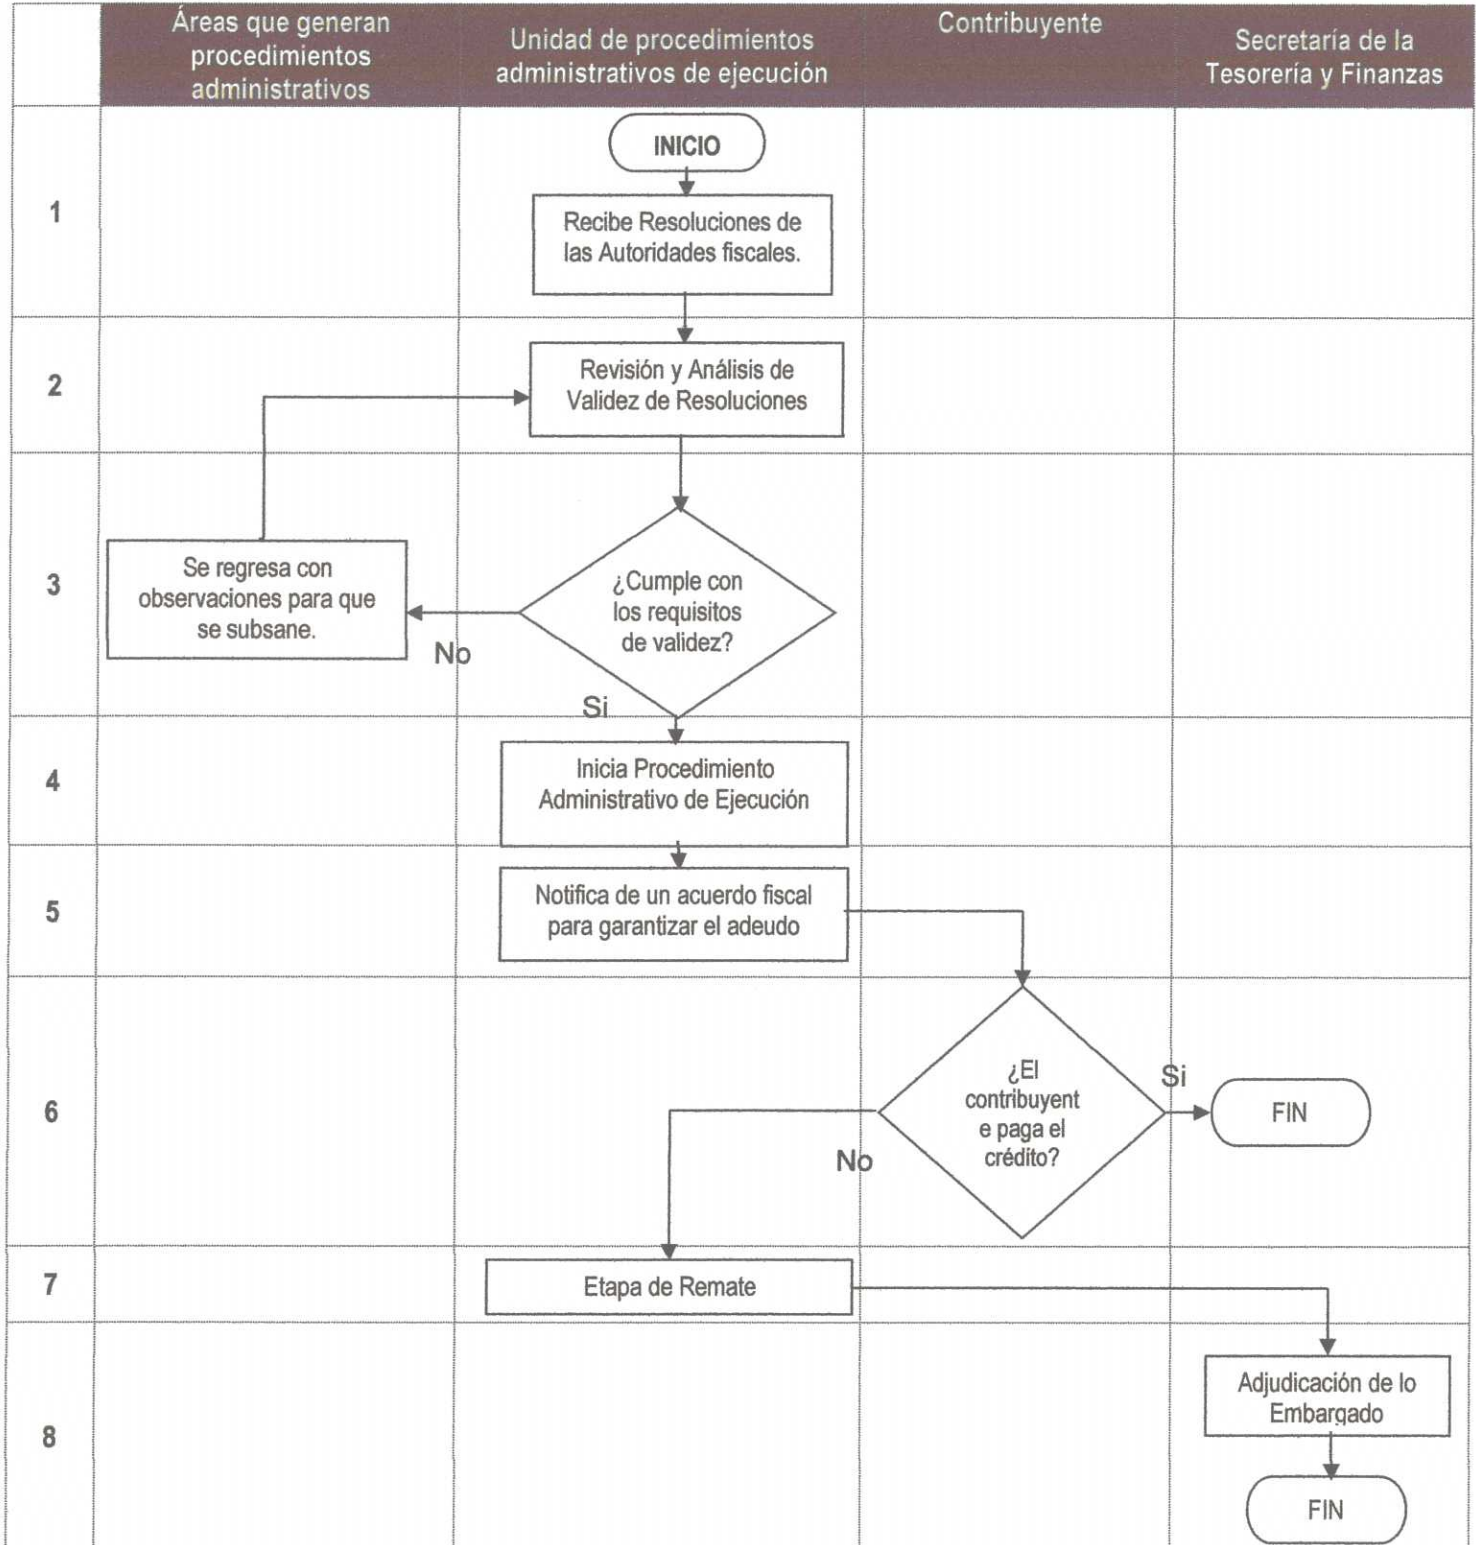 Áreas que generan
procedimientos
administrativos
Unidad de procedimientos
administrativos de ejecución
Contribuyente
Secretaría de la
Tesorería y Finanzas
1
INICIO
Recibe Resoluciones de
las Autoridades fiscales.
2
Revisión y Análisis de
Validez de Resoluciones
3
Se regresa con
observaciones para que
se subsane.
No
¿Cumple con
los requisitos
de validez?
Si
4
Inicia Procedimiento
Administrativo de Ejecución
5
Notifica de un acuerdo fiscal
para garantizar el adeudo
6
No
¿El
contribuyent
e paga el
crédito?
Si
FIN
7
Etapa de Remate
8
Adjudicación de lo
Embargado
FIN